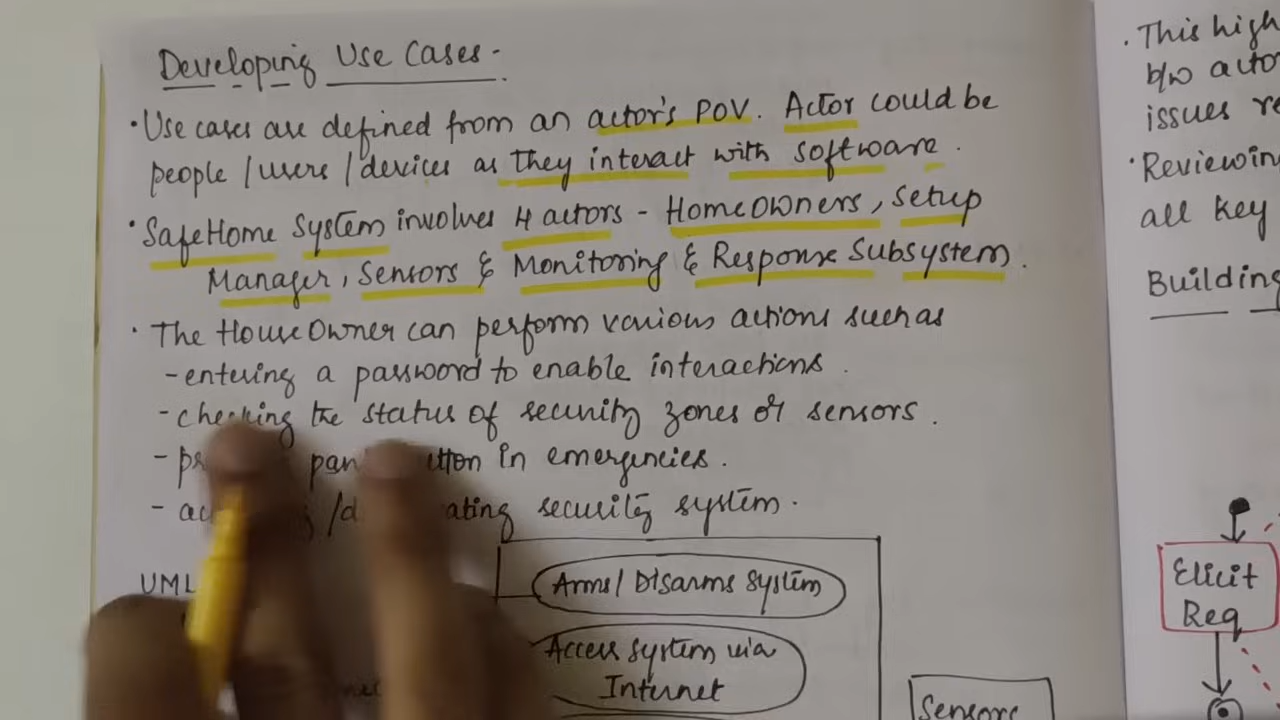 Developing Use Cases -
• Use cases are defined from an actor's POV. Actor could be
people / users / devices as they interact with software.
• SafeHome System involves 4 actors - Homeowners, Setup
Manager, Sensors & Monitoring & Response Subsystem.
• The HouseOwner can perform various actions such as
- entering a password to enable interactions.
- checking the status of security zones or sensors.
- in emergencies.
- security system.
UML
Arms/Disarms system
Access system via
Internet
Sensors
• This high
b/w acto
issues re
• Reviewin
all key
Building
Elicit
Req